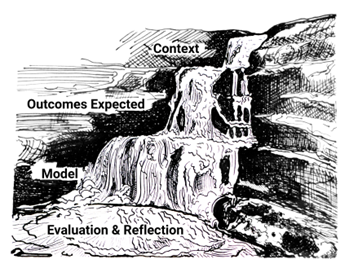 Context
Outcomes Expected
Model
Evaluation & Reflection